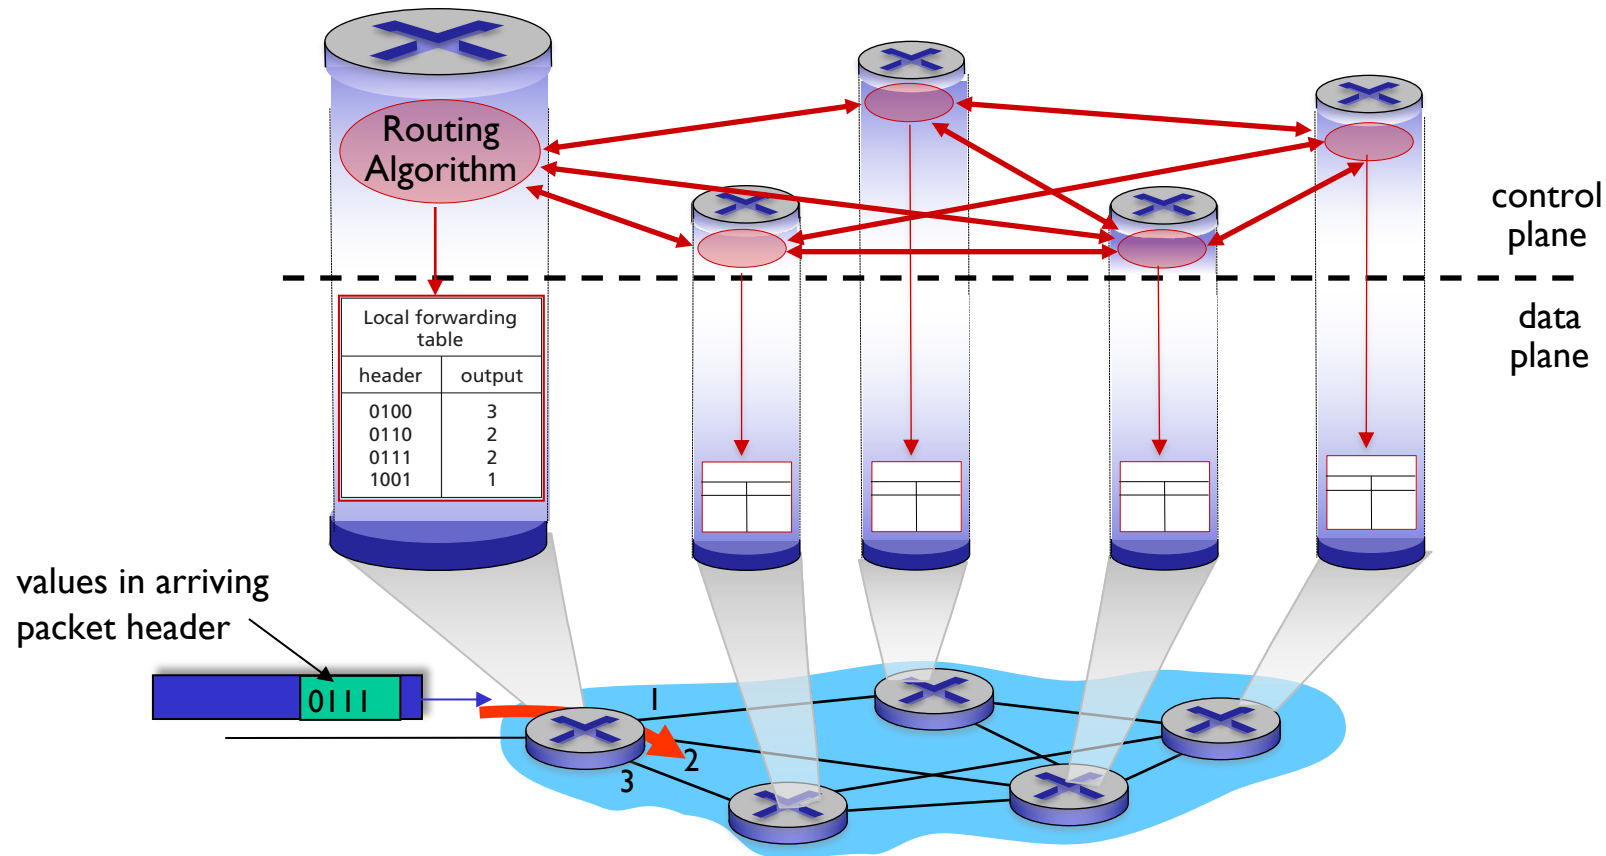 Routing
Algorithm
control
plane
data
plane
Local forwarding
table
header output
0100 3
0110 2
0111 2
1001 1
values in arriving
packet header
0111
1
2
3